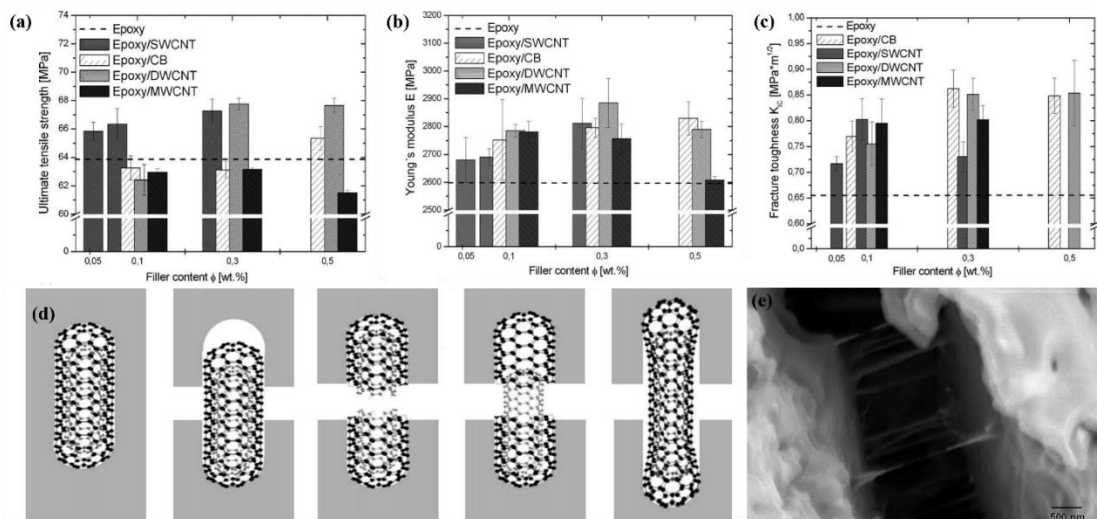 (a)
Ultimate tensile strength [MPa]
74
72
70
68
66
64
62
60
0
Epoxy
Epoxy/SWCNT
Epoxy/CB
Epoxy/DWCNT
Epoxy/MWCNT
0,05
0,1
0,3
0,5
Filler content ϕ [wt.%]
(b)
Young´s modulus E [MPa]
3200
3100
3000
2900
2800
2700
2600
2500
0
Epoxy
Epoxy/SWCNT
Epoxy/CB
Epoxy/DWCNT
Epoxy/MWCNT
0,05
0,1
0,3
0,5
Filler content ϕ [wt.%]
(c)
Fracture toughness K_IC [MPa*m^1/2]
1,00
0,95
0,90
0,85
0,80
0,75
0,70
0,65
0,60
0,0
Epoxy
Epoxy/CB
Epoxy/SWCNT
Epoxy/DWCNT
Epoxy/MWCNT
0,05
0,1
0,3
0,5
Filler content ϕ [wt.%]
(d)
(e)
500 nm